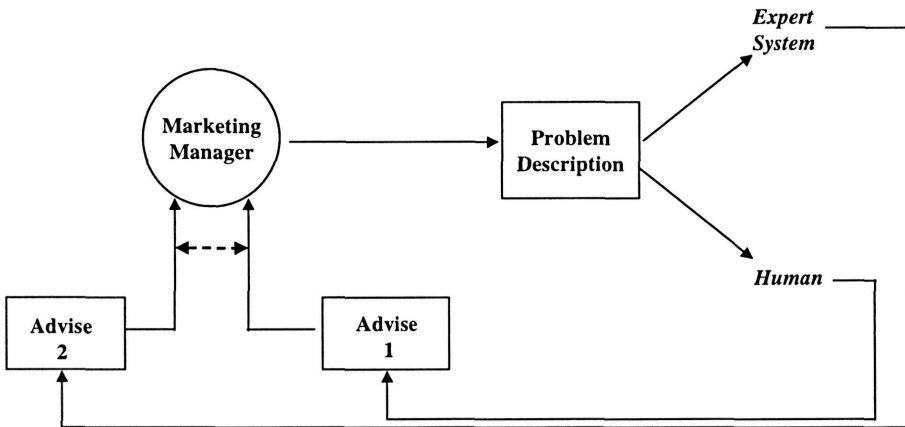 Expert
System
Marketing
Manager
Problem
Description
Human
Advise
2
Advise
1